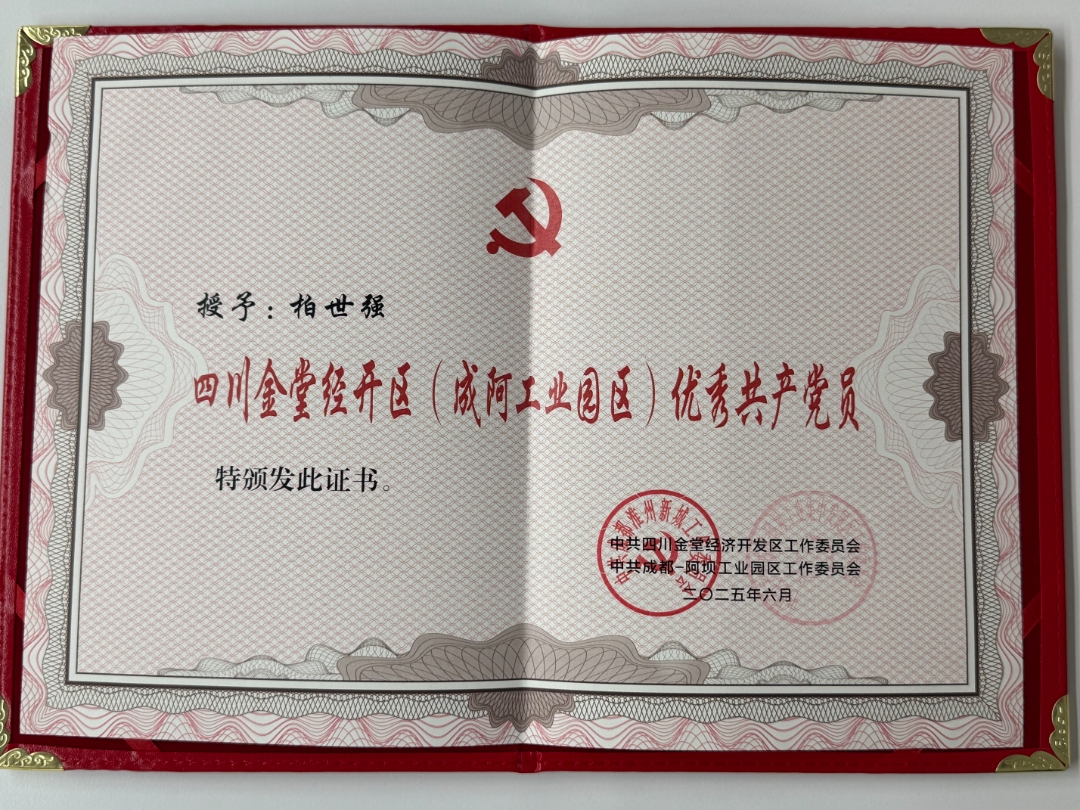 授予：柏世强
四川金堂经开区（成阿工业园区）优秀共产党员
特颁发此证书。
中共四川金堂经济开发区工作委员会
中共成都-阿坝工业园区工作委员会
二〇二五年六月